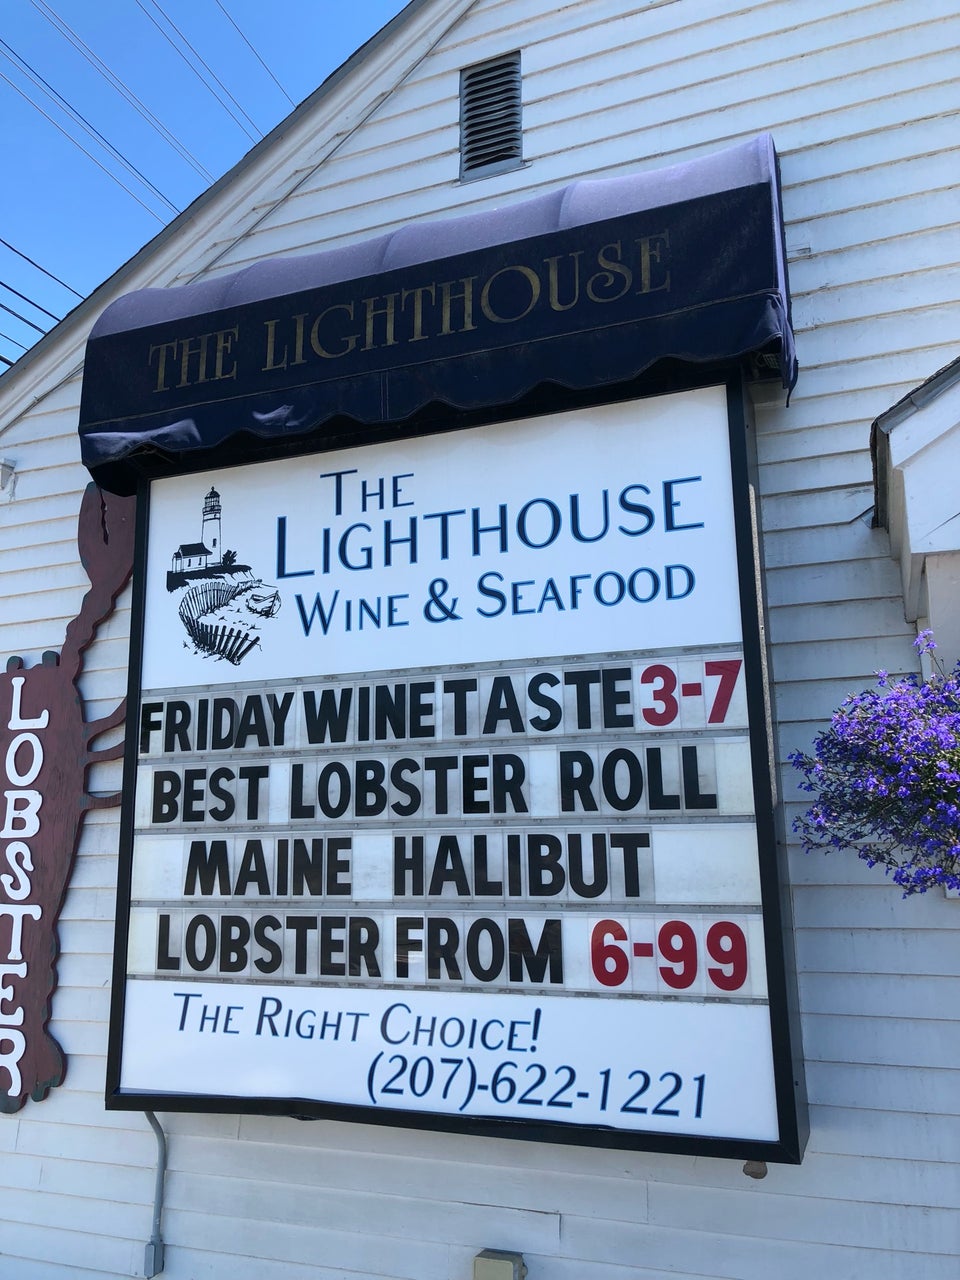 THE LIGHTHOUSE
THE
LIGHTHOUSE
WINE & SEAFOOD
FRIDAY WINE TASTE 3-7
BEST LOBSTER ROLL
MAINE HALIBUT
LOBSTER FROM 6-99
THE RIGHT CHOICE!
(207)-622-1221
LOBSTER